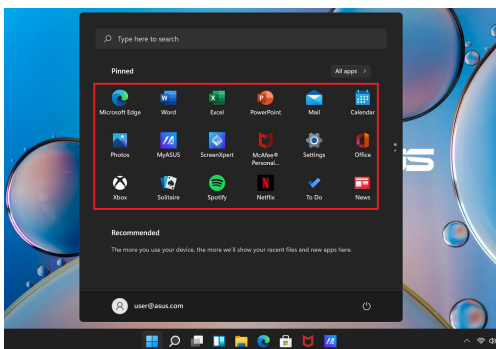 Type here to search
Pinned
All apps >
Microsoft Edge Word Excel PowerPoint Mail Calendar
Photos MyASUS ScreenXpert McAfee® Settings Office
Personal...
Xbox Solitaire Spotify Netflix To Do News
Recommended
The more you use your device, the more we'll show your recent files and new apps here.
user@asus.com